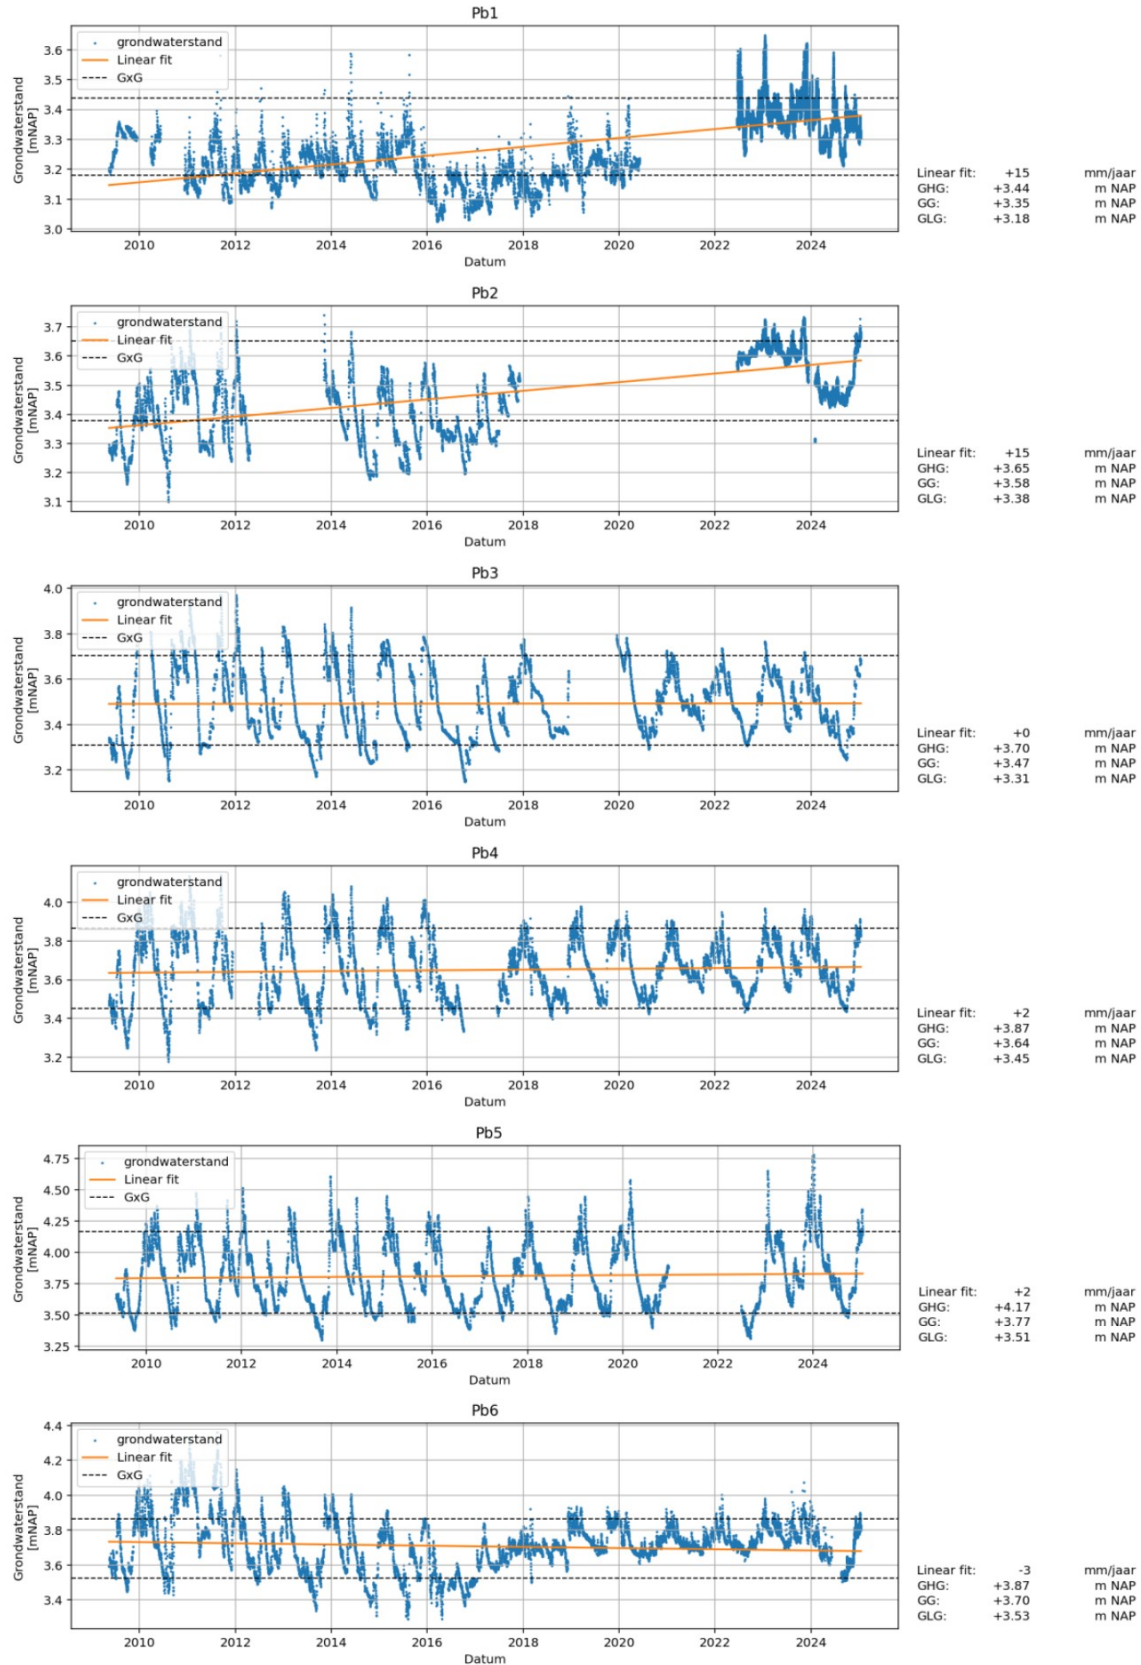 Pb1
grondwaterstand
Linear fit
GxG
3.6
3.5
3.4
3.3
3.2
3.1
3.0
Grondwaterstand
[mNAP]
2010 2012 2014 2016 2018 2020 2022 2024
Datum
Linear fit: +15 mm/jaar
GHG: +3.44 m NAP
GG: +3.35 m NAP
GLG: +3.18 m NAP
Pb2
grondwaterstand
Linear fit
GxG
3.7
3.6
3.5
3.4
3.3
3.2
3.1
Grondwaterstand
[mNAP]
2010 2012 2014 2016 2018 2020 2022 2024
Datum
Linear fit: +15 mm/jaar
GHG: +3.65 m NAP
GG: +3.58 m NAP
GLG: +3.38 m NAP
Pb3
grondwaterstand
Linear fit
GxG
4.0
3.8
3.6
3.4
3.2
Grondwaterstand
[mNAP]
2010 2012 2014 2016 2018 2020 2022 2024
Datum
Linear fit: +0 mm/jaar
GHG: +3.70 m NAP
GG: +3.47 m NAP
GLG: +3.31 m NAP
Pb4
grondwaterstand
Linear fit
GxG
4.0
3.8
3.6
3.4
3.2
Grondwaterstand
[mNAP]
2010 2012 2014 2016 2018 2020 2022 2024
Datum
Linear fit: +2 mm/jaar
GHG: +3.87 m NAP
GG: +3.64 m NAP
GLG: +3.45 m NAP
Pb5
grondwaterstand
Linear fit
GxG
4.75
4.50
4.25
4.00
3.75
3.50
3.25
Grondwaterstand
[mNAP]
2010 2012 2014 2016 2018 2020 2022 2024
Datum
Linear fit: +2 mm/jaar
GHG: +4.17 m NAP
GG: +3.77 m NAP
GLG: +3.51 m NAP
Pb6
grondwaterstand
Linear fit
GxG
4.4
4.2
4.0
3.8
3.6
3.4
Grondwaterstand
[mNAP]
2010 2012 2014 2016 2018 2020 2022 2024
Datum
Linear fit: -3 mm/jaar
GHG: +3.87 m NAP
GG: +3.70 m NAP
GLG: +3.53 m NAP